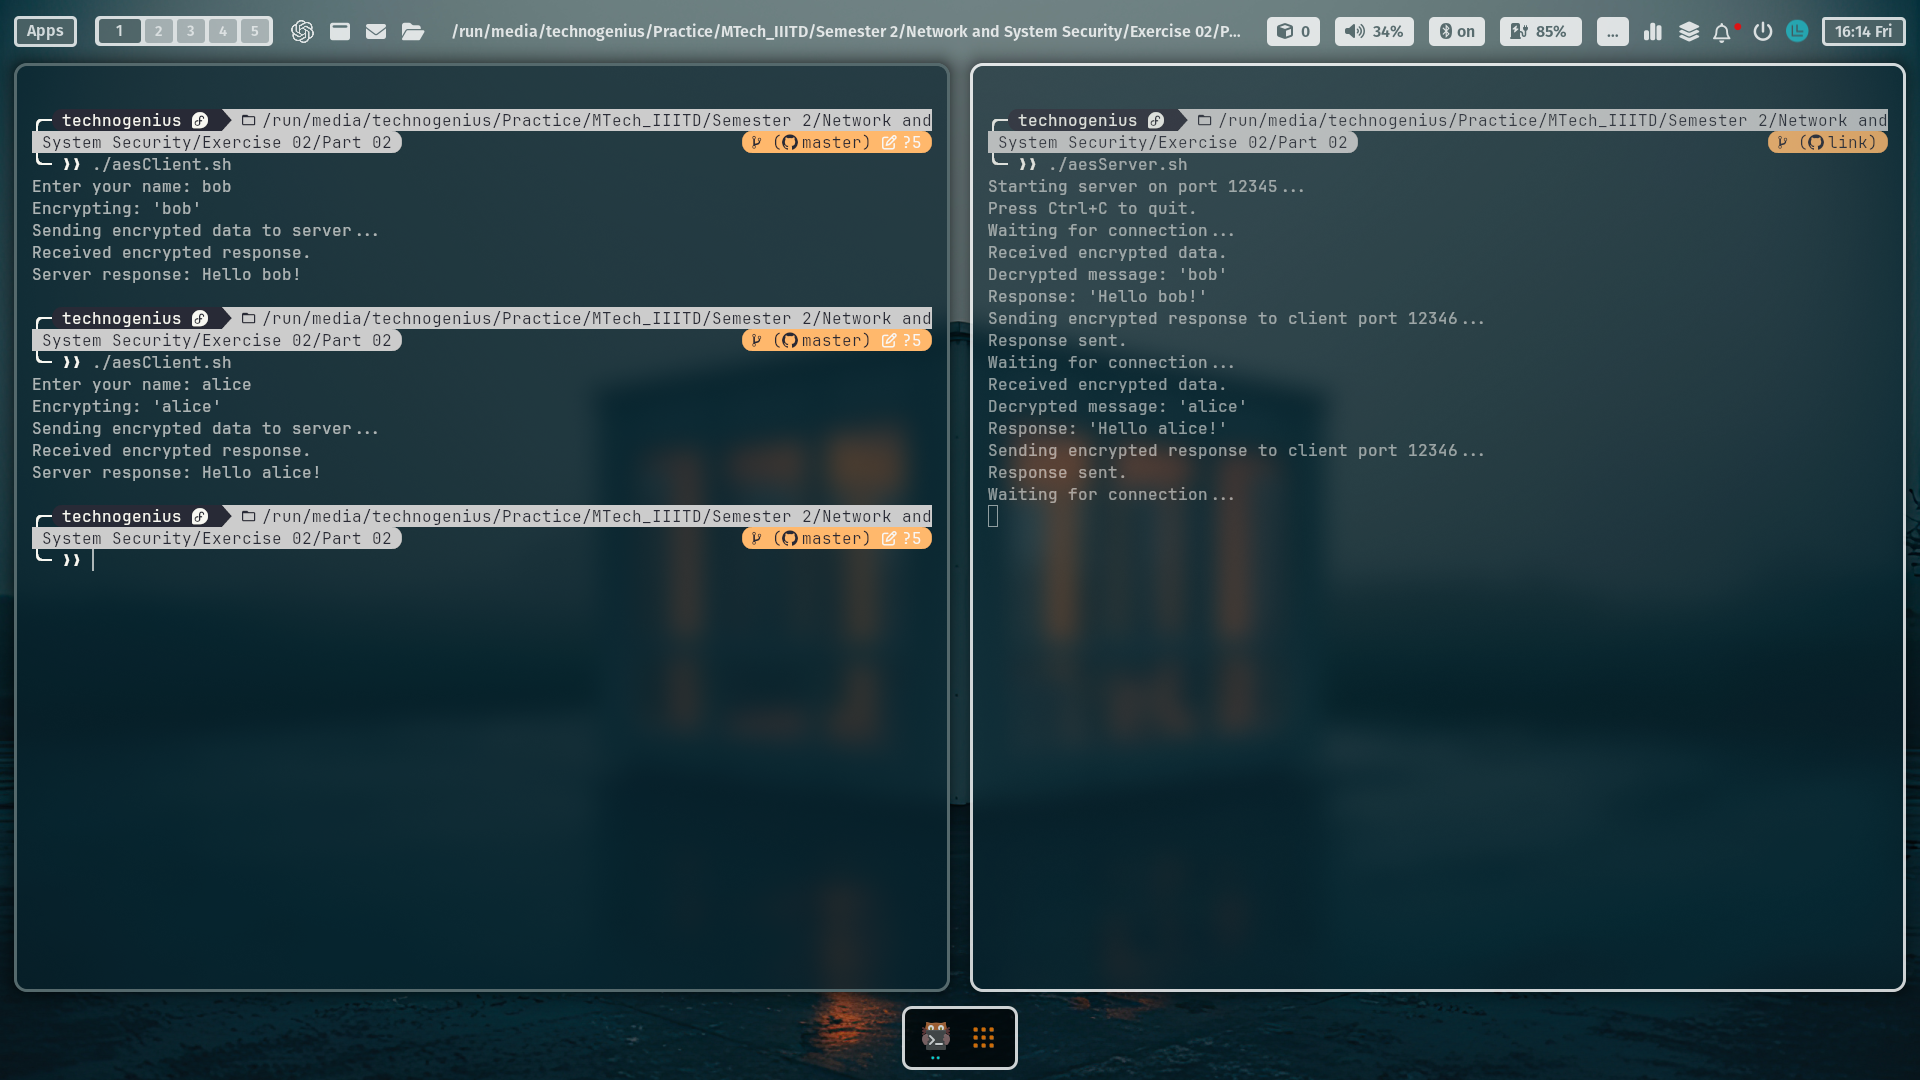 Apps 1 2 3 4 5 /run/media/technogenius/Practice/MTech_IIITD/Semester 2/Network and System Security/Exercise 02/P... 0 34% on 85% ... 16:14 Fri
technogenius /run/media/technogenius/Practice/MTech_IIITD/Semester 2/Network and
System Security/Exercise 02/Part 02 (master) ?5
❯❯ ./aesClient.sh
Enter your name: bob
Encrypting: 'bob'
Sending encrypted data to server...
Received encrypted response.
Server response: Hello bob!
technogenius /run/media/technogenius/Practice/MTech_IIITD/Semester 2/Network and
System Security/Exercise 02/Part 02 (master) ?5
❯❯ ./aesClient.sh
Enter your name: alice
Encrypting: 'alice'
Sending encrypted data to server...
Received encrypted response.
Server response: Hello alice!
technogenius /run/media/technogenius/Practice/MTech_IIITD/Semester 2/Network and
System Security/Exercise 02/Part 02 (master) ?5
❯❯
technogenius /run/media/technogenius/Practice/MTech_IIITD/Semester 2/Network and
System Security/Exercise 02/Part 02 (link)
❯❯ ./aesServer.sh
Starting server on port 12345...
Press Ctrl+C to quit.
Waiting for connection...
Received encrypted data.
Decrypted message: 'bob'
Response: 'Hello bob!'
Sending encrypted response to client port 12346...
Response sent.
Waiting for connection...
Received encrypted data.
Decrypted message: 'alice'
Response: 'Hello alice!'
Sending encrypted response to client port 12346...
Response sent.
Waiting for connection...